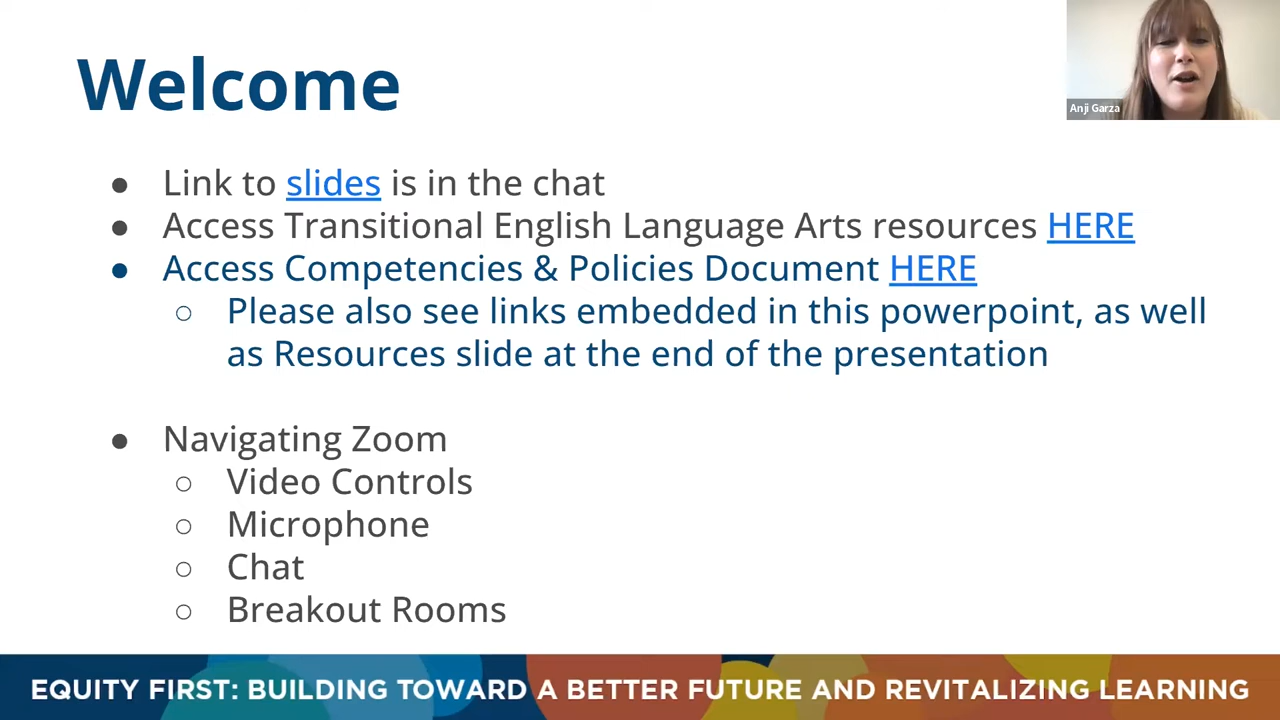 Welcome
Anji Garza
● Link to slides is in the chat
● Access Transitional English Language Arts resources HERE
● Access Competencies & Policies Document HERE
○ Please also see links embedded in this powerpoint, as well
as Resources slide at the end of the presentation
● Navigating Zoom
○ Video Controls
○ Microphone
○ Chat
○ Breakout Rooms
EQUITY FIRST: BUILDING TOWARD A BETTER FUTURE AND REVITALIZING LEARNING